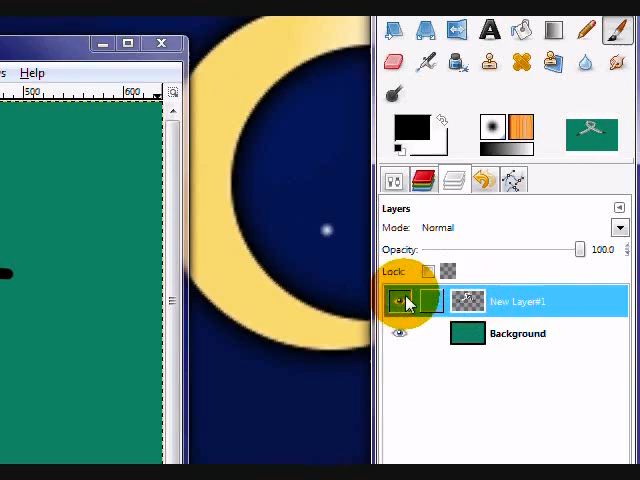 s Help
500 600
Layers
Mode: Normal
Opacity: 100.0
Lock:
New Layer#1
Background